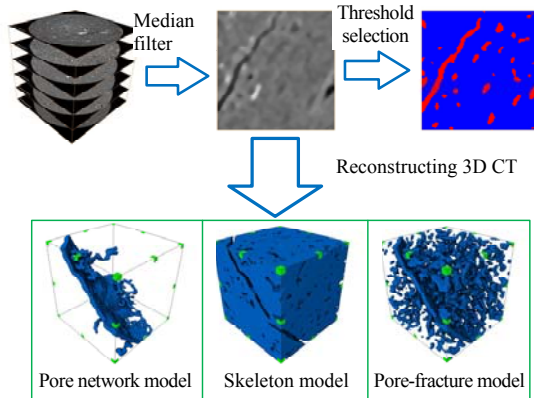 Median
filter
Threshold
selection
Reconstructing 3D CT
Pore network model
Skeleton model
Pore-fracture model